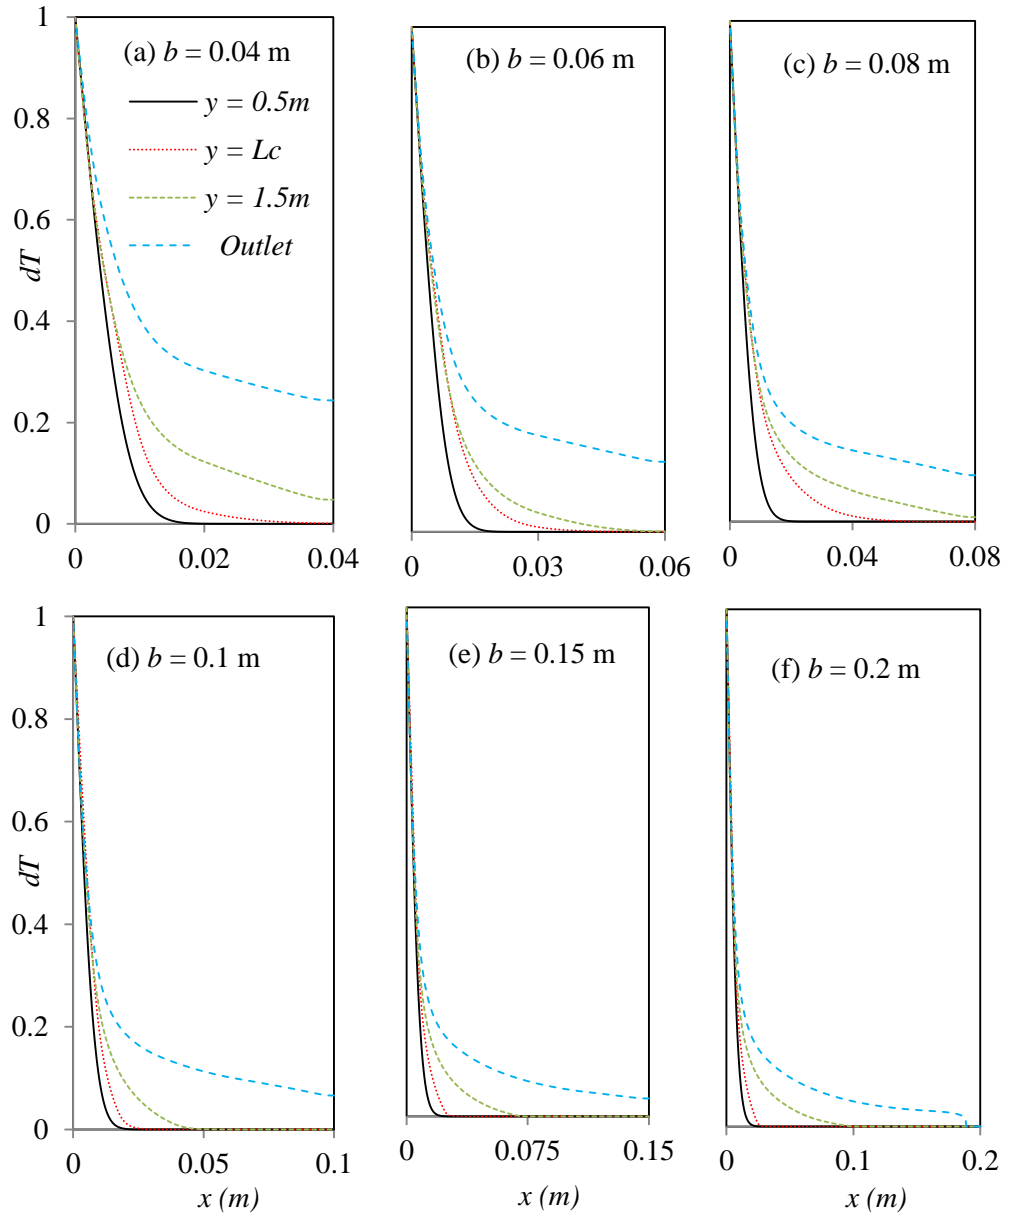 1
(a) b = 0.04 m
(b) b = 0.06 m
(c) b = 0.08 m
y = 0.5m
y = Lc
y = 1.5m
Outlet
0.8
0.6
dT
0.4
0.2
0
0 0.02 0.04
0 0.03 0.06
0 0.04 0.08
1
(d) b = 0.1 m
(e) b = 0.15 m
(f) b = 0.2 m
0.8
0.6
dT
0.4
0.2
0
0 0.05 0.1
0 0.075 0.15
0 0.1 0.2
x (m)
x (m)
x (m)